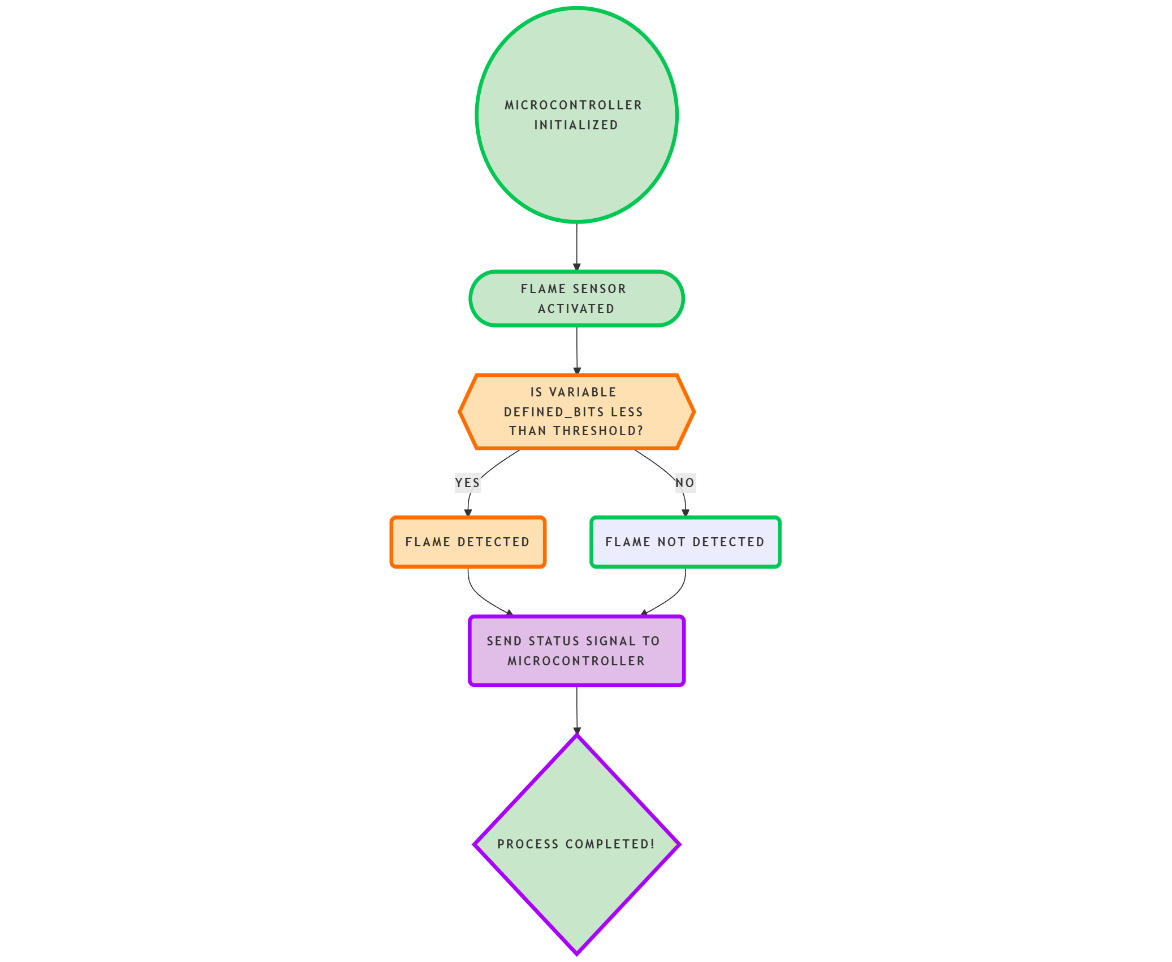 MICROCONTROLLER
INITIALIZED
FLAME SENSOR
ACTIVATED
IS VARIABLE
DEFINED_BITS LESS
THAN THRESHOLD?
YES
NO
FLAME DETECTED
FLAME NOT DETECTED
SEND STATUS SIGNAL TO
MICROCONTROLLER
PROCESS COMPLETED!